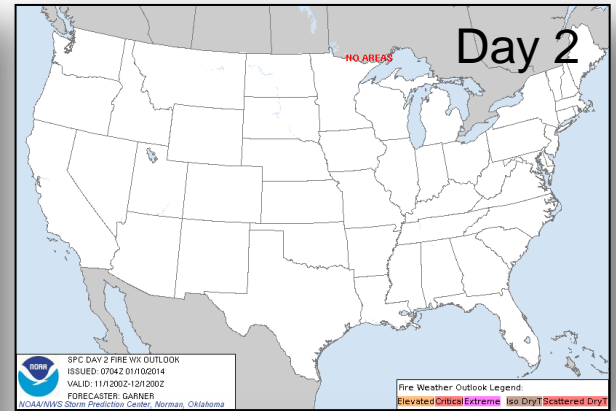 Day 2
NO AREAS
NOAA
SPC DAY 2 FIRE WX OUTLOOK
ISSUED: 0704Z 01/10/2014
VALID: 11/1200Z-12/1200Z
FORECASTER: GARNER
NOAA/NWS Storm Prediction Center, Norman, Oklahoma
Fire Weather Outlook Legend:
Elevated Critical Extreme Iso DryT Scattered DryT